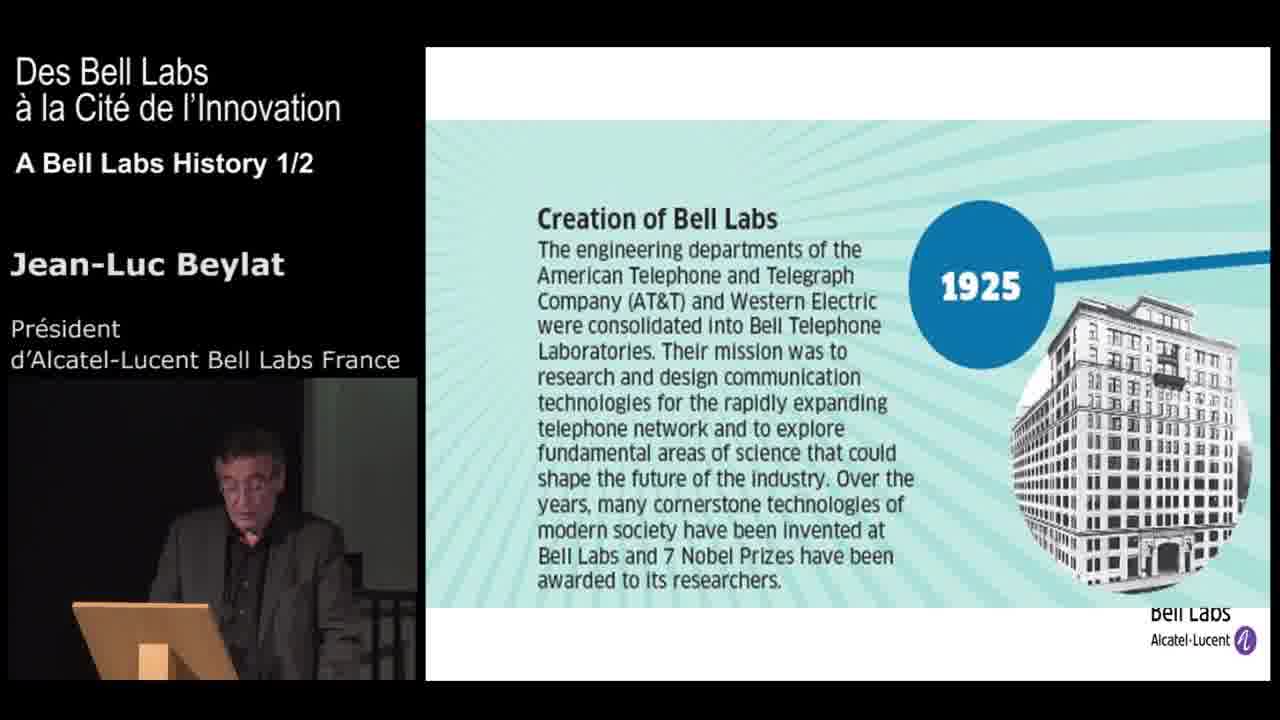 Des Bell Labs
à la Cité de l'Innovation
A Bell Labs History 1/2
Jean-Luc Beylat
Président
d'Alcatel-Lucent Bell Labs France
Creation of Bell Labs
The engineering departments of the
American Telephone and Telegraph
Company (AT&T) and Western Electric
were consolidated into Bell Telephone
Laboratories. Their mission was to
research and design communication
technologies for the rapidly expanding
telephone network and to explore
fundamental areas of science that could
shape the future of the industry. Over the
years, many cornerstone technologies of
modern society have been invented at
Bell Labs and 7 Nobel Prizes have been
awarded to its researchers.
1925
Bell Labs
Alcatel·Lucent